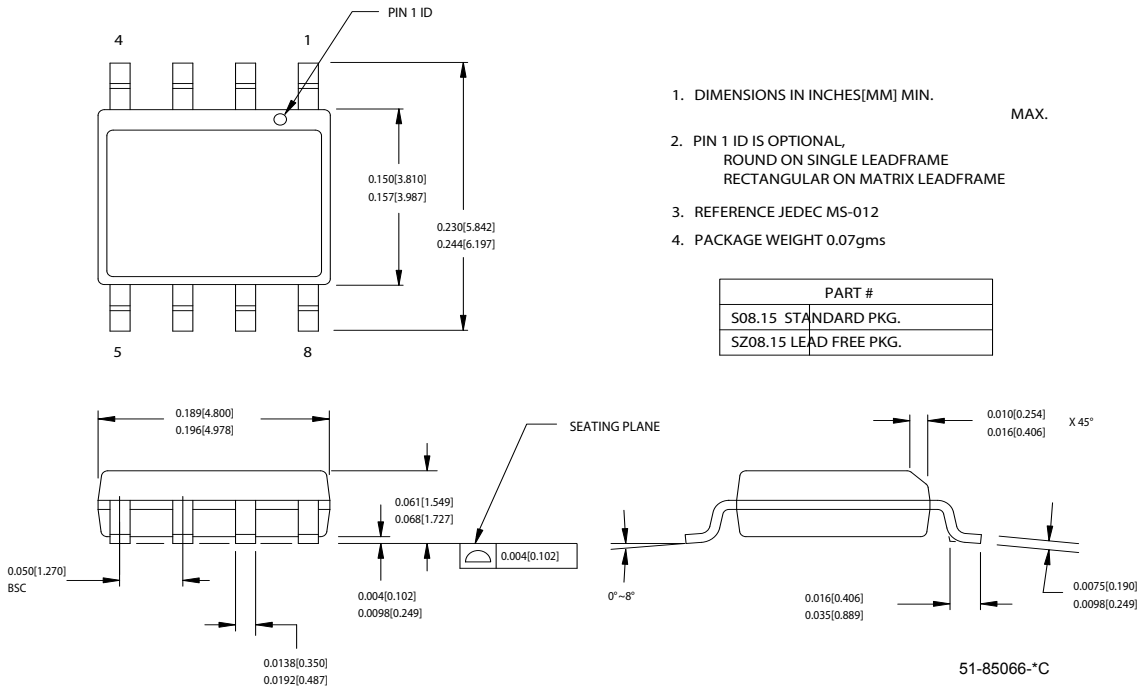 PIN 1 ID
4
1
0.150[3.810]
0.157[3.987]
0.230[5.842]
0.244[6.197]
5
8
1. DIMENSIONS IN INCHES[MM] MIN.
MAX.
2. PIN 1 ID IS OPTIONAL,
ROUND ON SINGLE LEADFRAME
RECTANGULAR ON MATRIX LEADFRAME
3. REFERENCE JEDEC MS-012
4. PACKAGE WEIGHT 0.07gms
PART #
S08.15 STANDARD PKG.
SZ08.15 LEAD FREE PKG.
0.189[4.800]
0.196[4.978]
SEATING PLANE
0.010[0.254]
0.016[0.406]
X 45°
0.061[1.549]
0.068[1.727]
0.004[0.102]
0.050[1.270]
BSC
0.004[0.102]
0.0098[0.249]
0°~8°
0.016[0.406]
0.035[0.889]
0.0075[0.190]
0.0098[0.249]
0.0138[0.350]
0.0192[0.487]
51-85066-*C